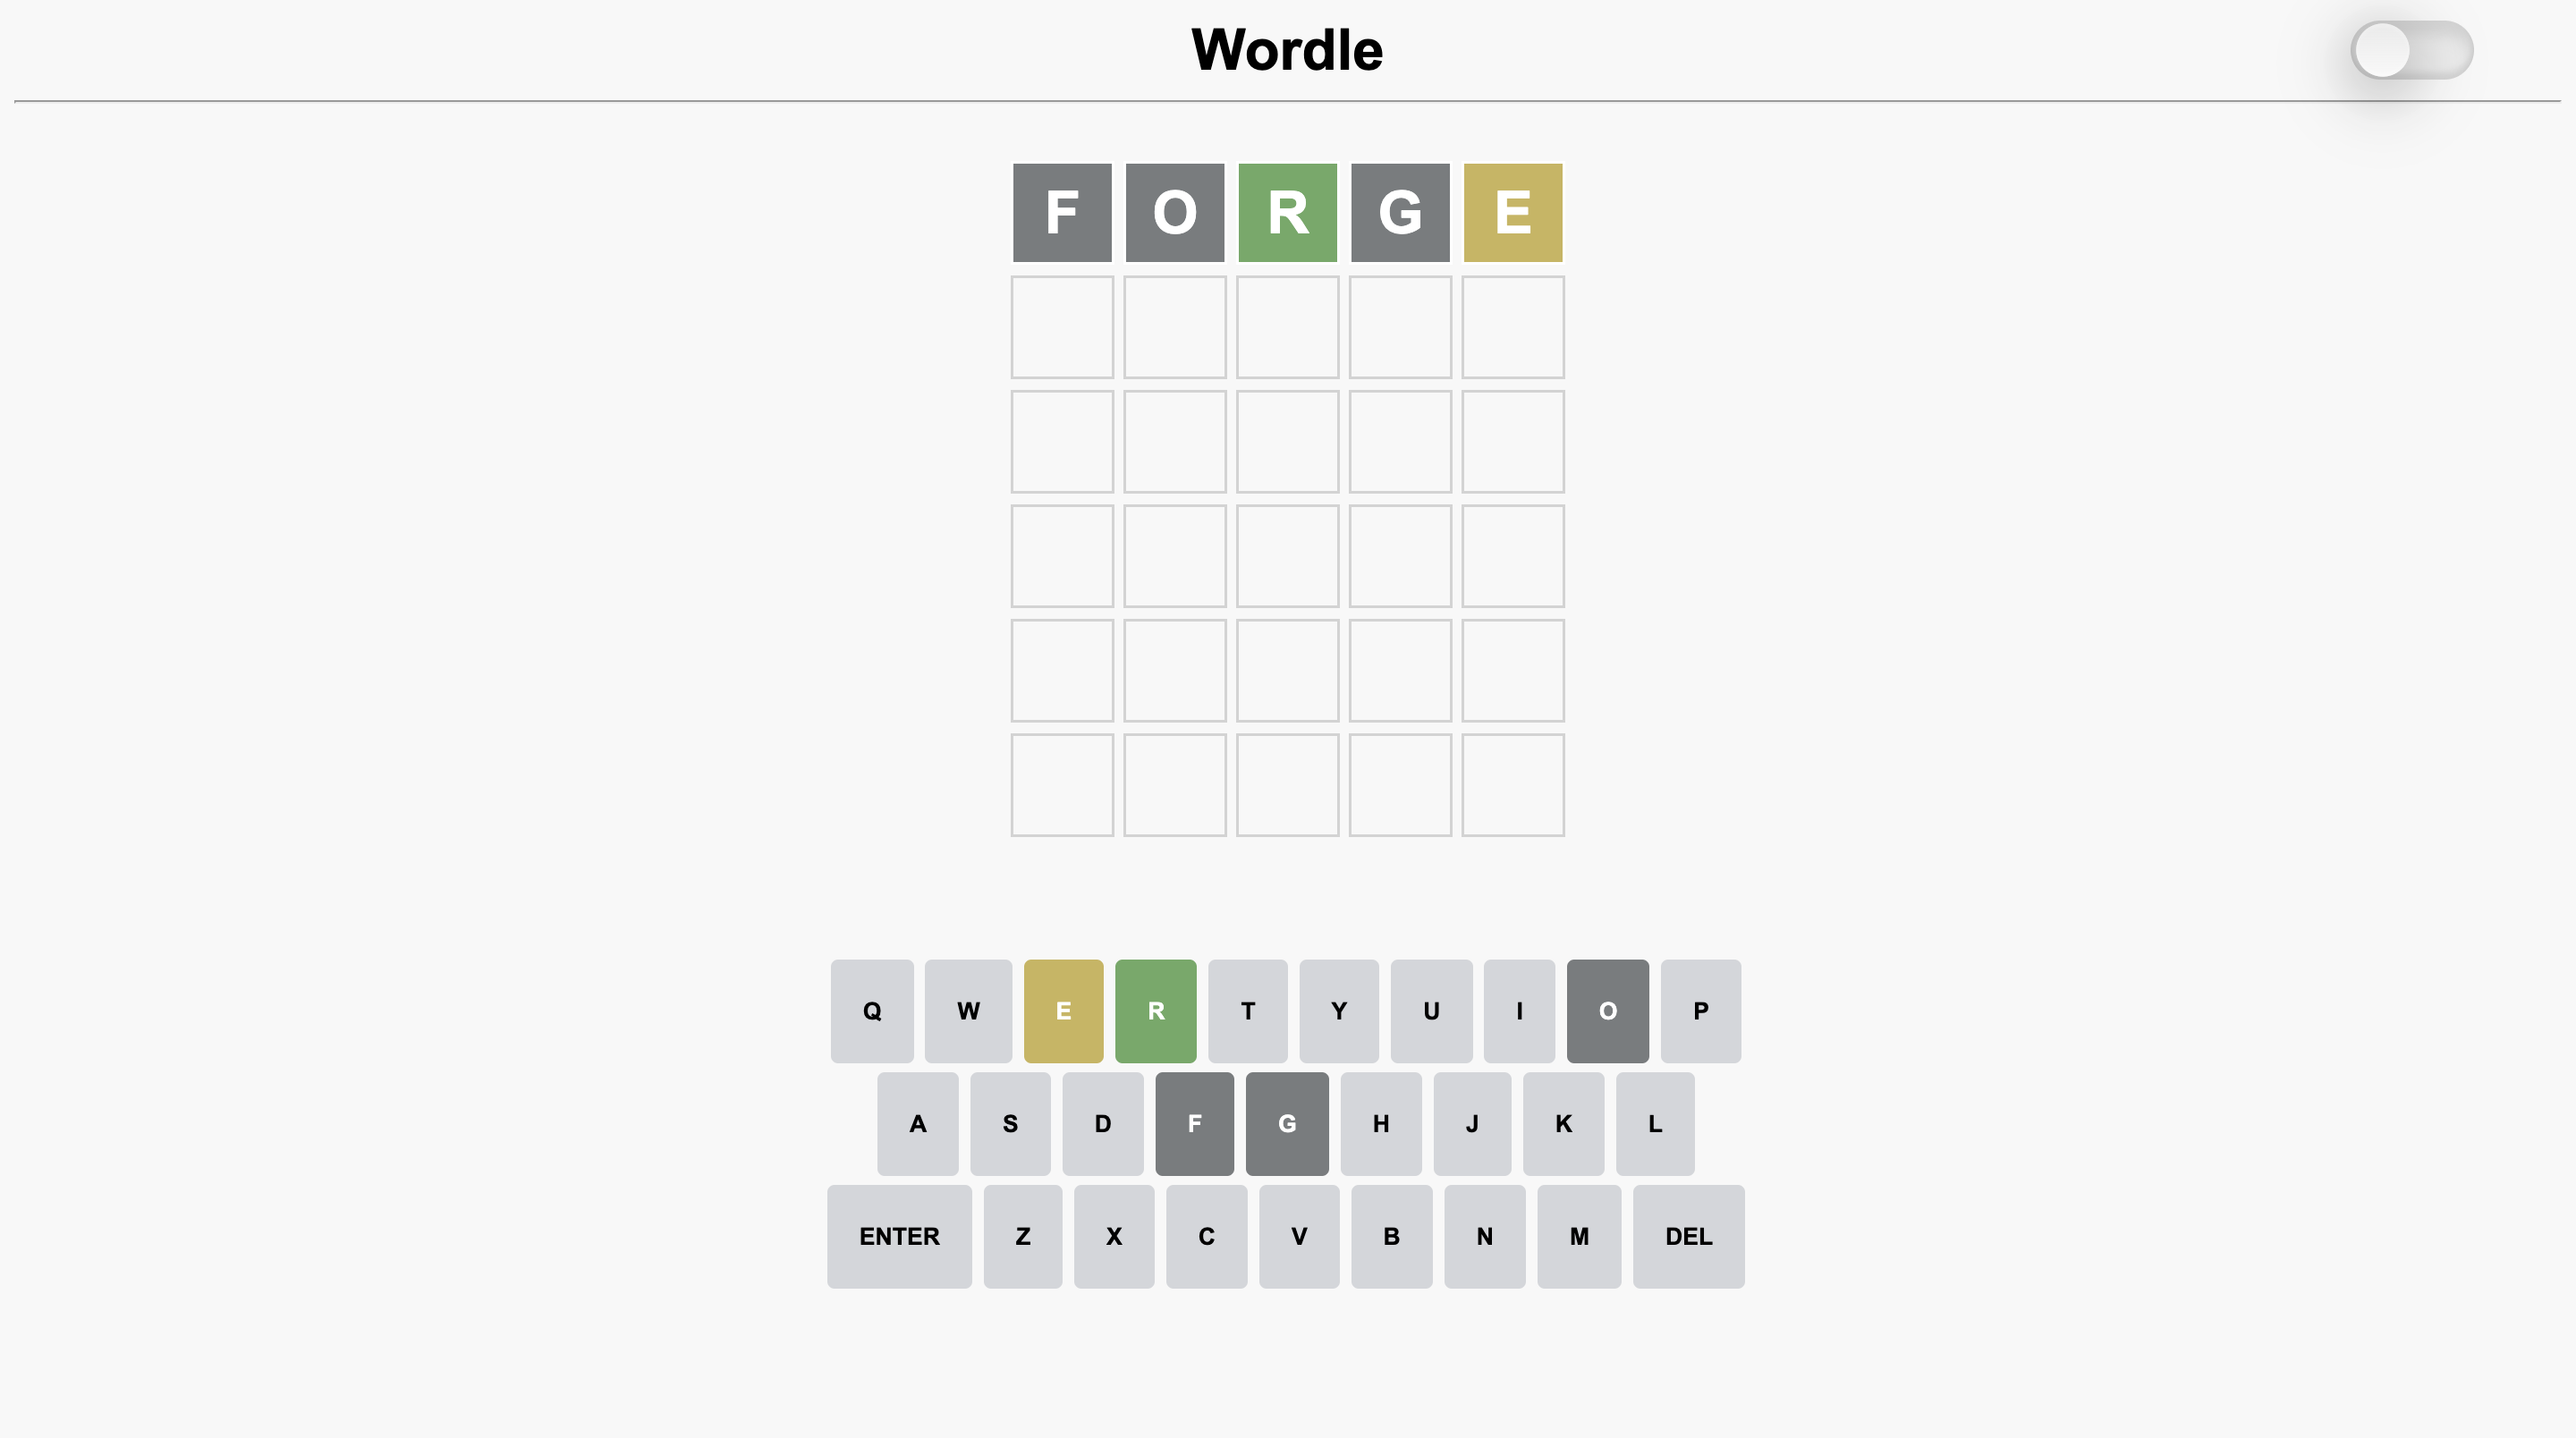 Wordle
F O R G E
Q W E R T Y U I O P
A S D F G H J K L
ENTER Z X C V B N M DEL